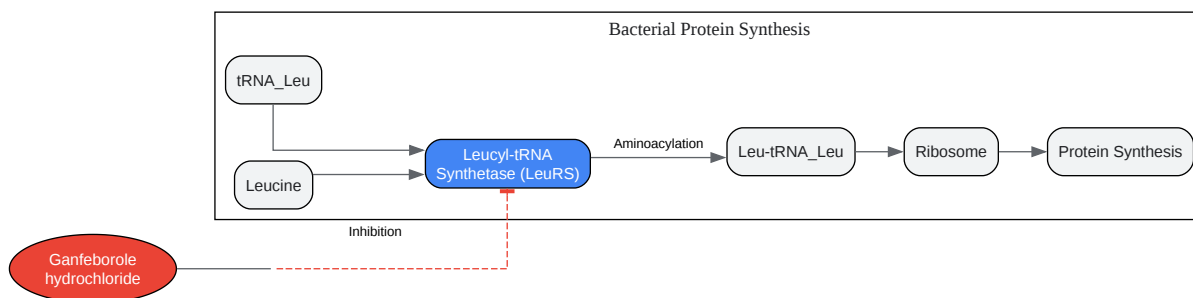 Bacterial Protein Synthesis
tRNA_Leu
Leucine
Leucyl-tRNA
Synthetase (LeuRS)
Aminoacylation
Leu-tRNA_Leu
Ribosome
Protein Synthesis
Inhibition
Ganfeborole
hydrochloride